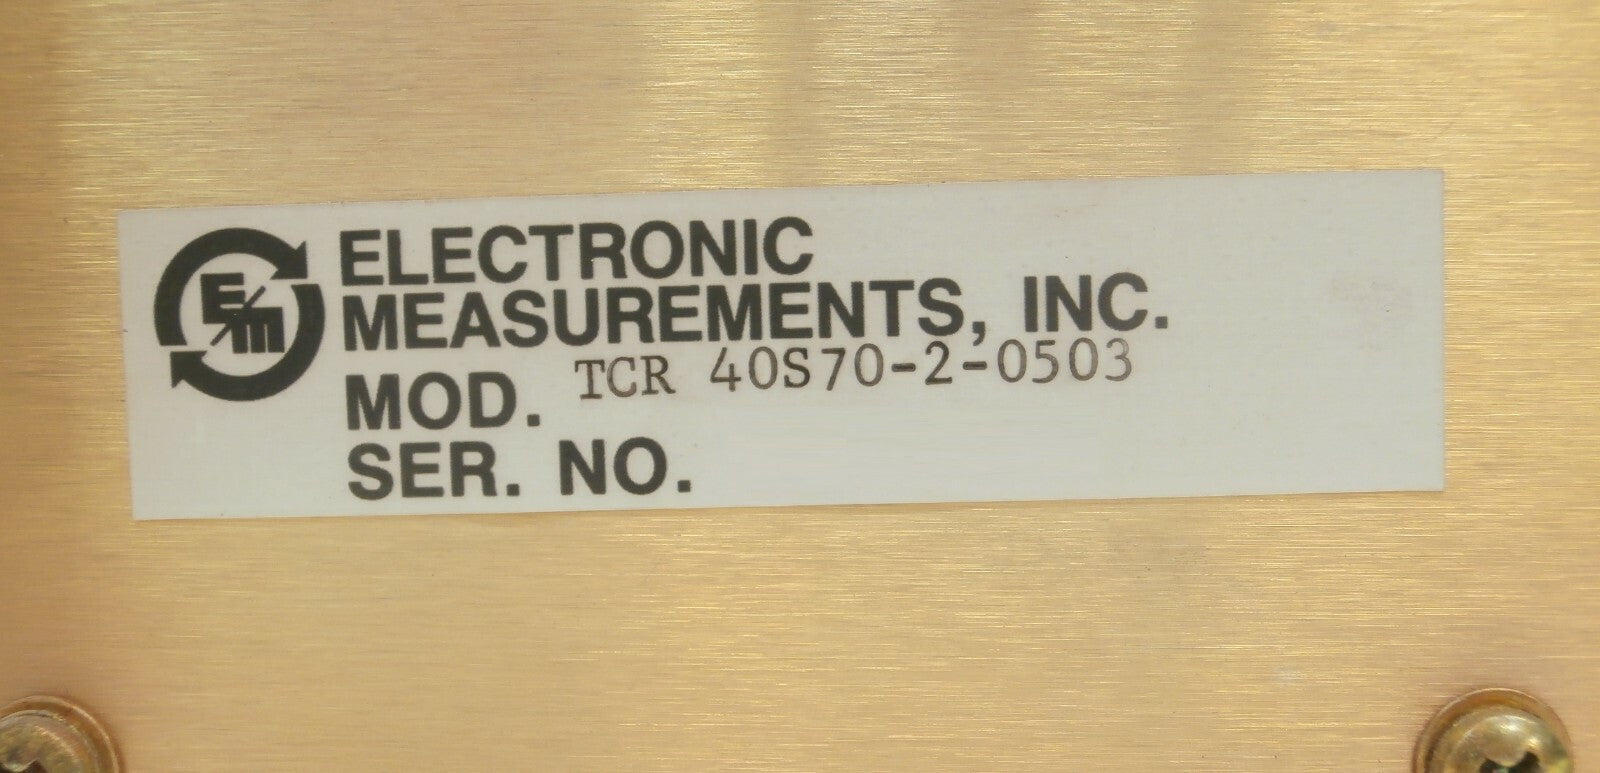 E/m
ELECTRONIC
MEASUREMENTS, INC.
MOD. TCR 40S70-2-0503
SER. NO.